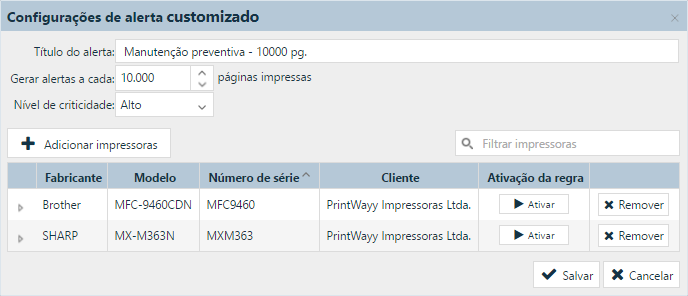 Configurações de alerta customizado ×
Título do alerta: Manutenção preventiva - 10000 pg.
Gerar alertas a cada: 10.000 páginas impressas
Nível de criticidade: Alto
Adicionar impressoras Filtrar impressoras
Fabricante Modelo Número de série Cliente Ativação da regra
Brother MFC-9460CDN MFC9460 PrintWayy Impressoras Ltda. Ativar Remover
SHARP MX-M363N MXM363 PrintWayy Impressoras Ltda. Ativar Remover
Salvar Cancelar